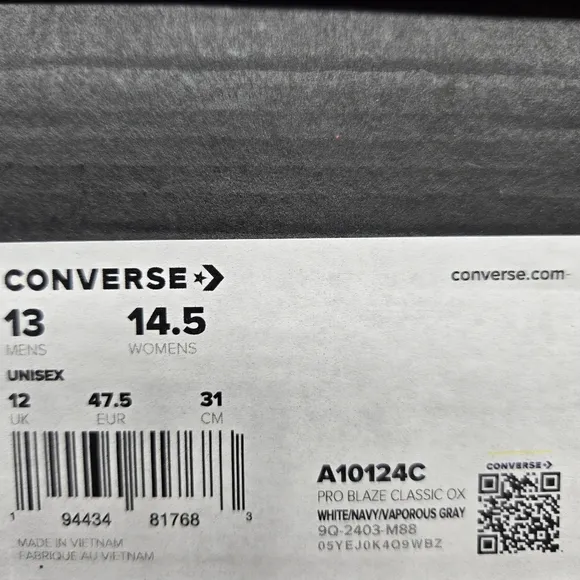 CONVERSE
converse.com
13 14.5
MENS WOMENS
UNISEX
12 47.5 31
UK EUR CM
1 94434 81768 3
MADE IN VIETNAM
FABRIQUE AU VIETNAM
A10124C
PRO BLAZE CLASSIC OX
WHITE/NAVY/VAPOROUS GRAY
9Q-2403-M88
05YEJ0K4O9WBZ
CONVERSE